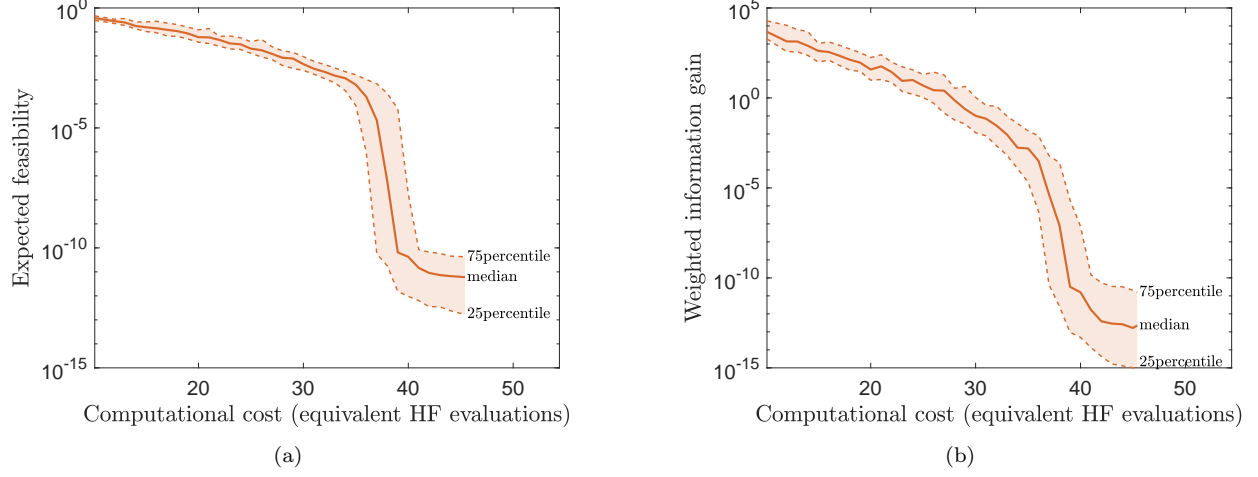 10^0
10^-5
10^-10
10^-15
Expected feasibility
75percentile
median
25percentile
20 30 40 50
Computational cost (equivalent HF evaluations)
(a)
10^5
10^0
10^-5
10^-10
10^-15
Weighted information gain
75percentile
median
25percentile
20 30 40 50
Computational cost (equivalent HF evaluations)
(b)